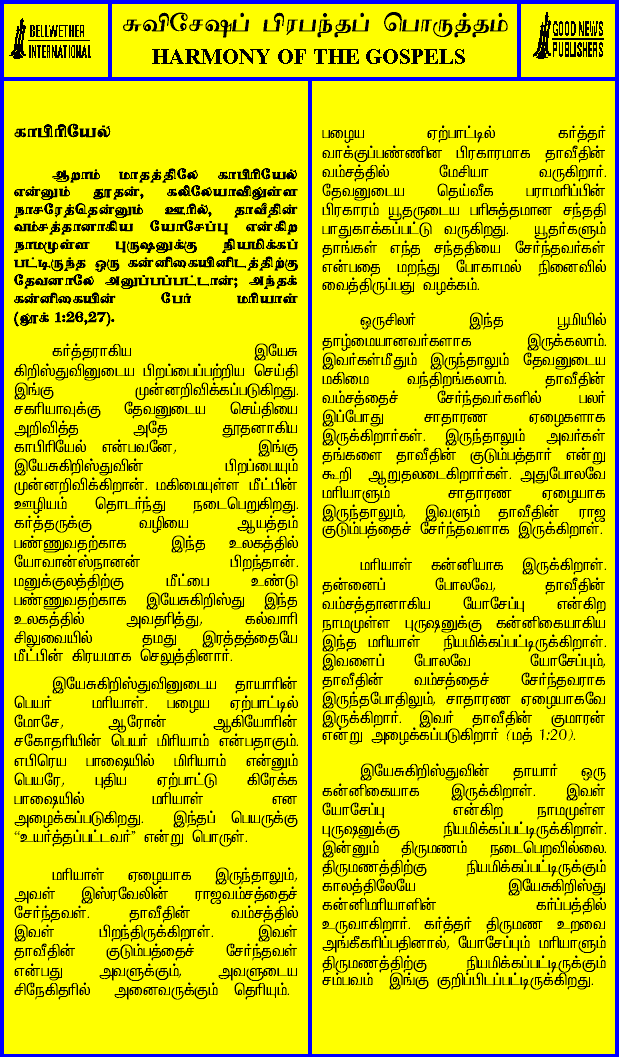 BELLWETHER
INTERNATIONAL
சுவிசேஷப் பிரபந்தப் பொருத்தம்
HARMONY OF THE GOSPELS
GOOD NEWS
PUBLISHERS
காபிரியேல்
ஆறாம் மாதத்திலே காபிரியேல்
என்னும் தூதன், கலிலேயாவிலுள்ள
நாசரேத்தென்னும் ஊரில், தாவீதின்
வம்சத்தானாகிய யோசேப்பு என்கிற
நாமமுள்ள புருஷனுக்கு நியமிக்கப்
பட்டிருந்த ஒரு கன்னிகையினிடத்திற்கு
தேவனாலே அனுப்பப்பட்டான்; அந்தக்
கன்னிகையின் பேர் மரியாள்
(லூக் 1:26,27).
கர்த்தராகிய இயேசு
கிறிஸ்துவினுடைய பிறப்பைப்பற்றிய செய்தி
இங்கு முன்னறிவிக்கப்படுகிறது.
சகரியாவுக்கு தேவனுடைய செய்தியை
அறிவித்த அதே தூதனாகிய
காபிரியேல் என்பவனே, இங்கு
இயேசுகிறிஸ்துவின் பிறப்பையும்
முன்னறிவிக்கிறான். மகிமையுள்ள மீட்பின்
ஊழியம் தொடர்ந்து நடைபெறுகிறது.
கர்த்தருக்கு வழியை ஆயத்தம்
பண்ணுவதற்காக இந்த உலகத்தில்
யோவான்ஸ்நானன் பிறந்தான்.
மனுக்குலத்திற்கு மீட்பை உண்டு
பண்ணுவதற்காக இயேசுகிறிஸ்து இந்த
உலகத்தில் அவதரித்து, கல்வாரி
சிலுவையில் தமது இரத்தத்தையே
மீட்பின் கிரயமாக செலுத்தினார்.
இயேசுகிறிஸ்துவினுடைய தாயாரின்
பெயர் மரியாள். பழைய ஏற்பாட்டில்
மோசே, ஆரோன் ஆகியோரின்
சகோதரியின் பெயர் மிரியாம் என்பதாகும்.
எபிரெய பாஷையில் மிரியாம் என்னும்
பெயரே, புதிய ஏற்பாட்டு கிரேக்க
பாஷையில் மரியாள் என
அழைக்கப்படுகிறது. இந்தப் பெயருக்கு
“உயர்த்தப்பட்டவர்” என்று பொருள்.
மரியாள் ஏழையாக இருந்தாலும்,
அவள் இஸ்ரவேலின் ராஜவம்சத்தைச்
சேர்ந்தவள். தாவீதின் வம்சத்தில்
இவள் பிறந்திருக்கிறாள். இவள்
தாவீதின் குடும்பத்தைச் சேர்ந்தவள்
என்பது அவளுக்கும், அவளுடைய
சிநேகிதரில் அனைவருக்கும் தெரியும்.
பழைய ஏற்பாட்டில் கர்த்தர்
வாக்குப்பண்ணின பிரகாரமாக தாவீதின்
வம்சத்தில் மேசியா வருகிறார்.
தேவனுடைய தெய்வீக பராமரிப்பின்
பிரகாரம் யூதருடைய பரிசுத்தமான சந்ததி
பாதுகாக்கப்பட்டு வருகிறது. யூதர்களும்
தாங்கள் எந்த சந்ததியை சேர்ந்தவர்கள்
என்பதை மறந்து போகாமல் நினைவில்
வைத்திருப்பது வழக்கம்.
ஒருசிலர் இந்த பூமியில்
தாழ்மையானவர்களாக இருக்கலாம்.
இவர்கள்மீதும் இருந்தாலும் தேவனுடைய
மகிமை வந்திறங்கலாம். தாவீதின்
வம்சத்தைச் சேர்ந்தவர்களில் பலர்
இப்போது சாதாரண ஏழைகளாக
இருக்கிறார்கள். இருந்தாலும் அவர்கள்
தங்களை தாவீதின் குடும்பத்தார் என்று
கூறி ஆறுதலடைகிறார்கள். அதுபோலவே
மரியாளும் சாதாரண ஏழையாக
இருந்தாலும், இவளும் தாவீதின் ராஜ
குடும்பத்தைச் சேர்ந்தவளாக இருக்கிறாள்.
மரியாள் கன்னியாக இருக்கிறாள்.
தன்னைப் போலவே, தாவீதின்
வம்சத்தானாகிய யோசேப்பு என்கிற
நாமமுள்ள புருஷனுக்கு கன்னிகையாகிய
இந்த மரியாள் நியமிக்கப்பட்டிருக்கிறாள்.
இவளைப் போலவே யோசேப்பும்,
தாவீதின் வம்சத்தைச் சேர்ந்தவராக
இருந்தபோதிலும், சாதாரண ஏழையாகவே
இருக்கிறார். இவர் தாவீதின் குமாரன்
என்று அழைக்கப்படுகிறார் (மத் 1:20).
இயேசுகிறிஸ்துவின் தாயார் ஒரு
கன்னிகையாக இருக்கிறாள். இவள்
யோசேப்பு என்கிற நாமமுள்ள
புருஷனுக்கு நியமிக்கப்பட்டிருக்கிறாள்.
இன்னும் திருமணம் நடைபெறவில்லை.
திருமணத்திற்கு நியமிக்கப்பட்டிருக்கும்
காலத்திலேயே இயேசுகிறிஸ்து
கன்னிமரியாளின் கர்ப்பத்தில்
உருவாகிறார். கர்த்தர் திருமண உறவை
அங்கீகரிப்பதினால், யோசேப்பும் மரியாளும்
திருமணத்திற்கு நியமிக்கப்பட்டிருக்கும்
சம்பவம் இங்கு குறிப்பிடப்பட்டிருக்கிறது.